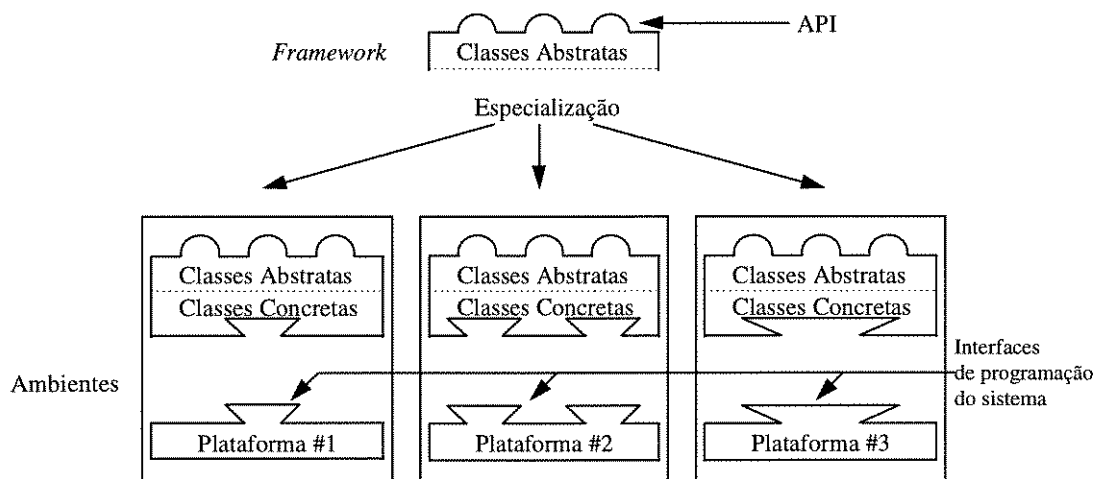 API
Framework
Classes Abstratas
Especialização
Classes Abstratas
Classes Concretas
Classes Abstratas
Classes Concretas
Classes Abstratas
Classes Concretas
Ambientes
Interfaces
de programação
do sistema
Plataforma #1
Plataforma #2
Plataforma #3